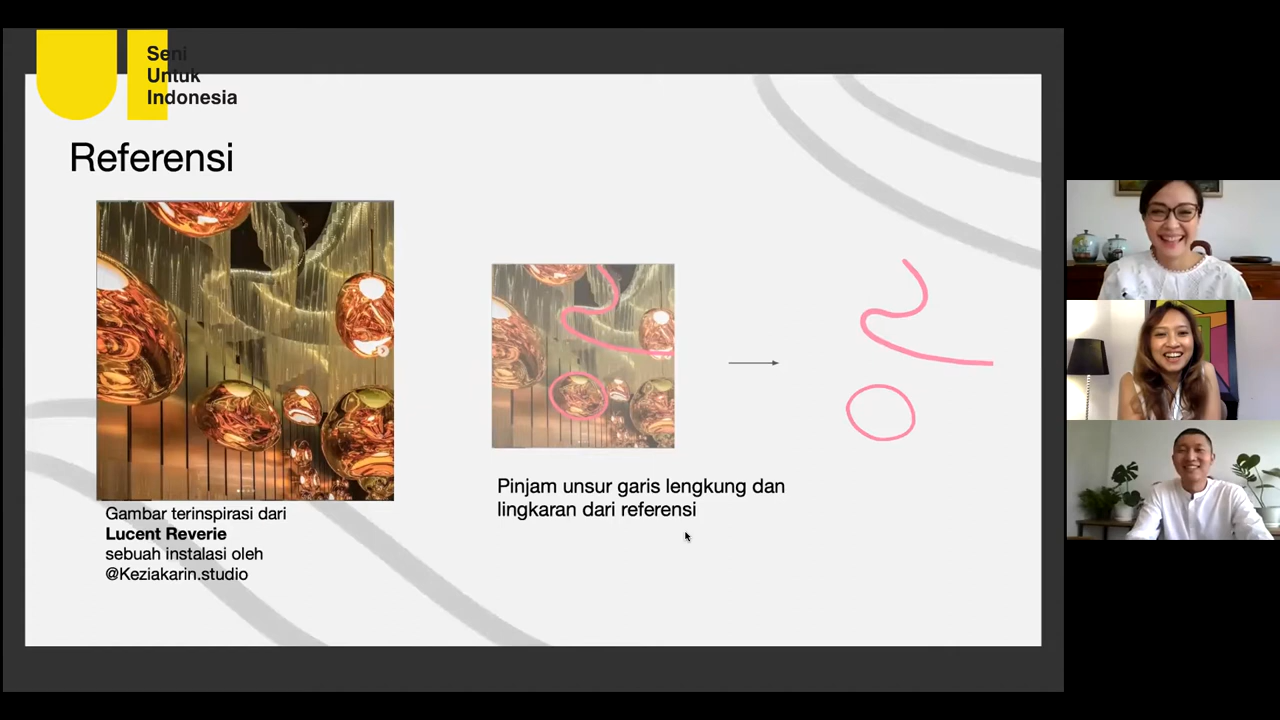 Seni
Untuk
Indonesia
Referensi
Gambar terinspirasi dari
Lucent Reverie
sebuah instalasi oleh
@Keziakarin.studio
Pinjam unsur garis lengkung dan
lingkaran dari referensi